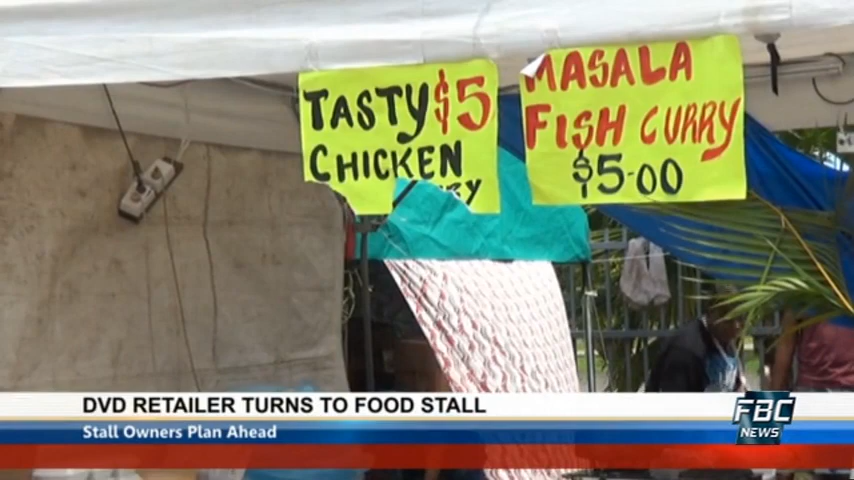 TASTY $5
CHICKEN
MASALA
FISH CURRY
$5-00
DVD RETAILER TURNS TO FOOD STALL
Stall Owners Plan Ahead
FBC
NEWS